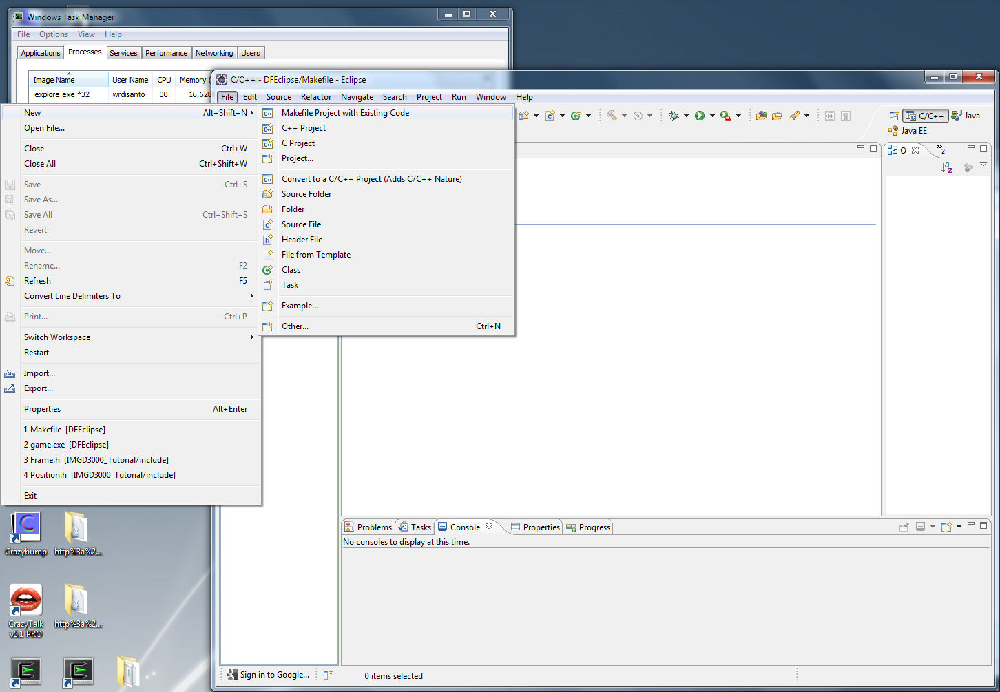 Windows Task Manager
File Options View Help
Applications Processes Services Performance Networking Users
Image Name User Name CPU Memory (
iexplore.exe *32 wrdisanto 00 16,628
C/C++ - DFEclipse/Makefile - Eclipse
File Edit Source Refactor Navigate Search Project Run Window Help
New Alt+Shift+N
Open File...
Close Ctrl+W
Close All Ctrl+Shift+W
Save Ctrl+S
Save As...
Save All Ctrl+Shift+S
Revert
Move...
Rename... F2
Refresh F5
Convert Line Delimiters To
Print... Ctrl+P
Switch Workspace
Restart
Import...
Export...
Properties Alt+Enter
1 Makefile [DFEclipse]
2 game.exe [DFEclipse]
3 Frame.h [IMGD3000_Tutorial/include]
4 Position.h [IMGD3000_Tutorial/include]
Exit
Makefile Project with Existing Code
C++ Project
C Project
Project...
Convert to a C/C++ Project (Adds C/C++ Nature)
Source Folder
Folder
Source File
Header File
File from Template
Class
Task
Example...
Other... Ctrl+N
C/C++ Java
Java EE
O »2
Problems Tasks Console Properties Progress
No consoles to display at this time.
Crazybump http%3a%2...
CrazyTalk v5.1 PRO http%3a%2...
Sign in to Google... 0 items selected